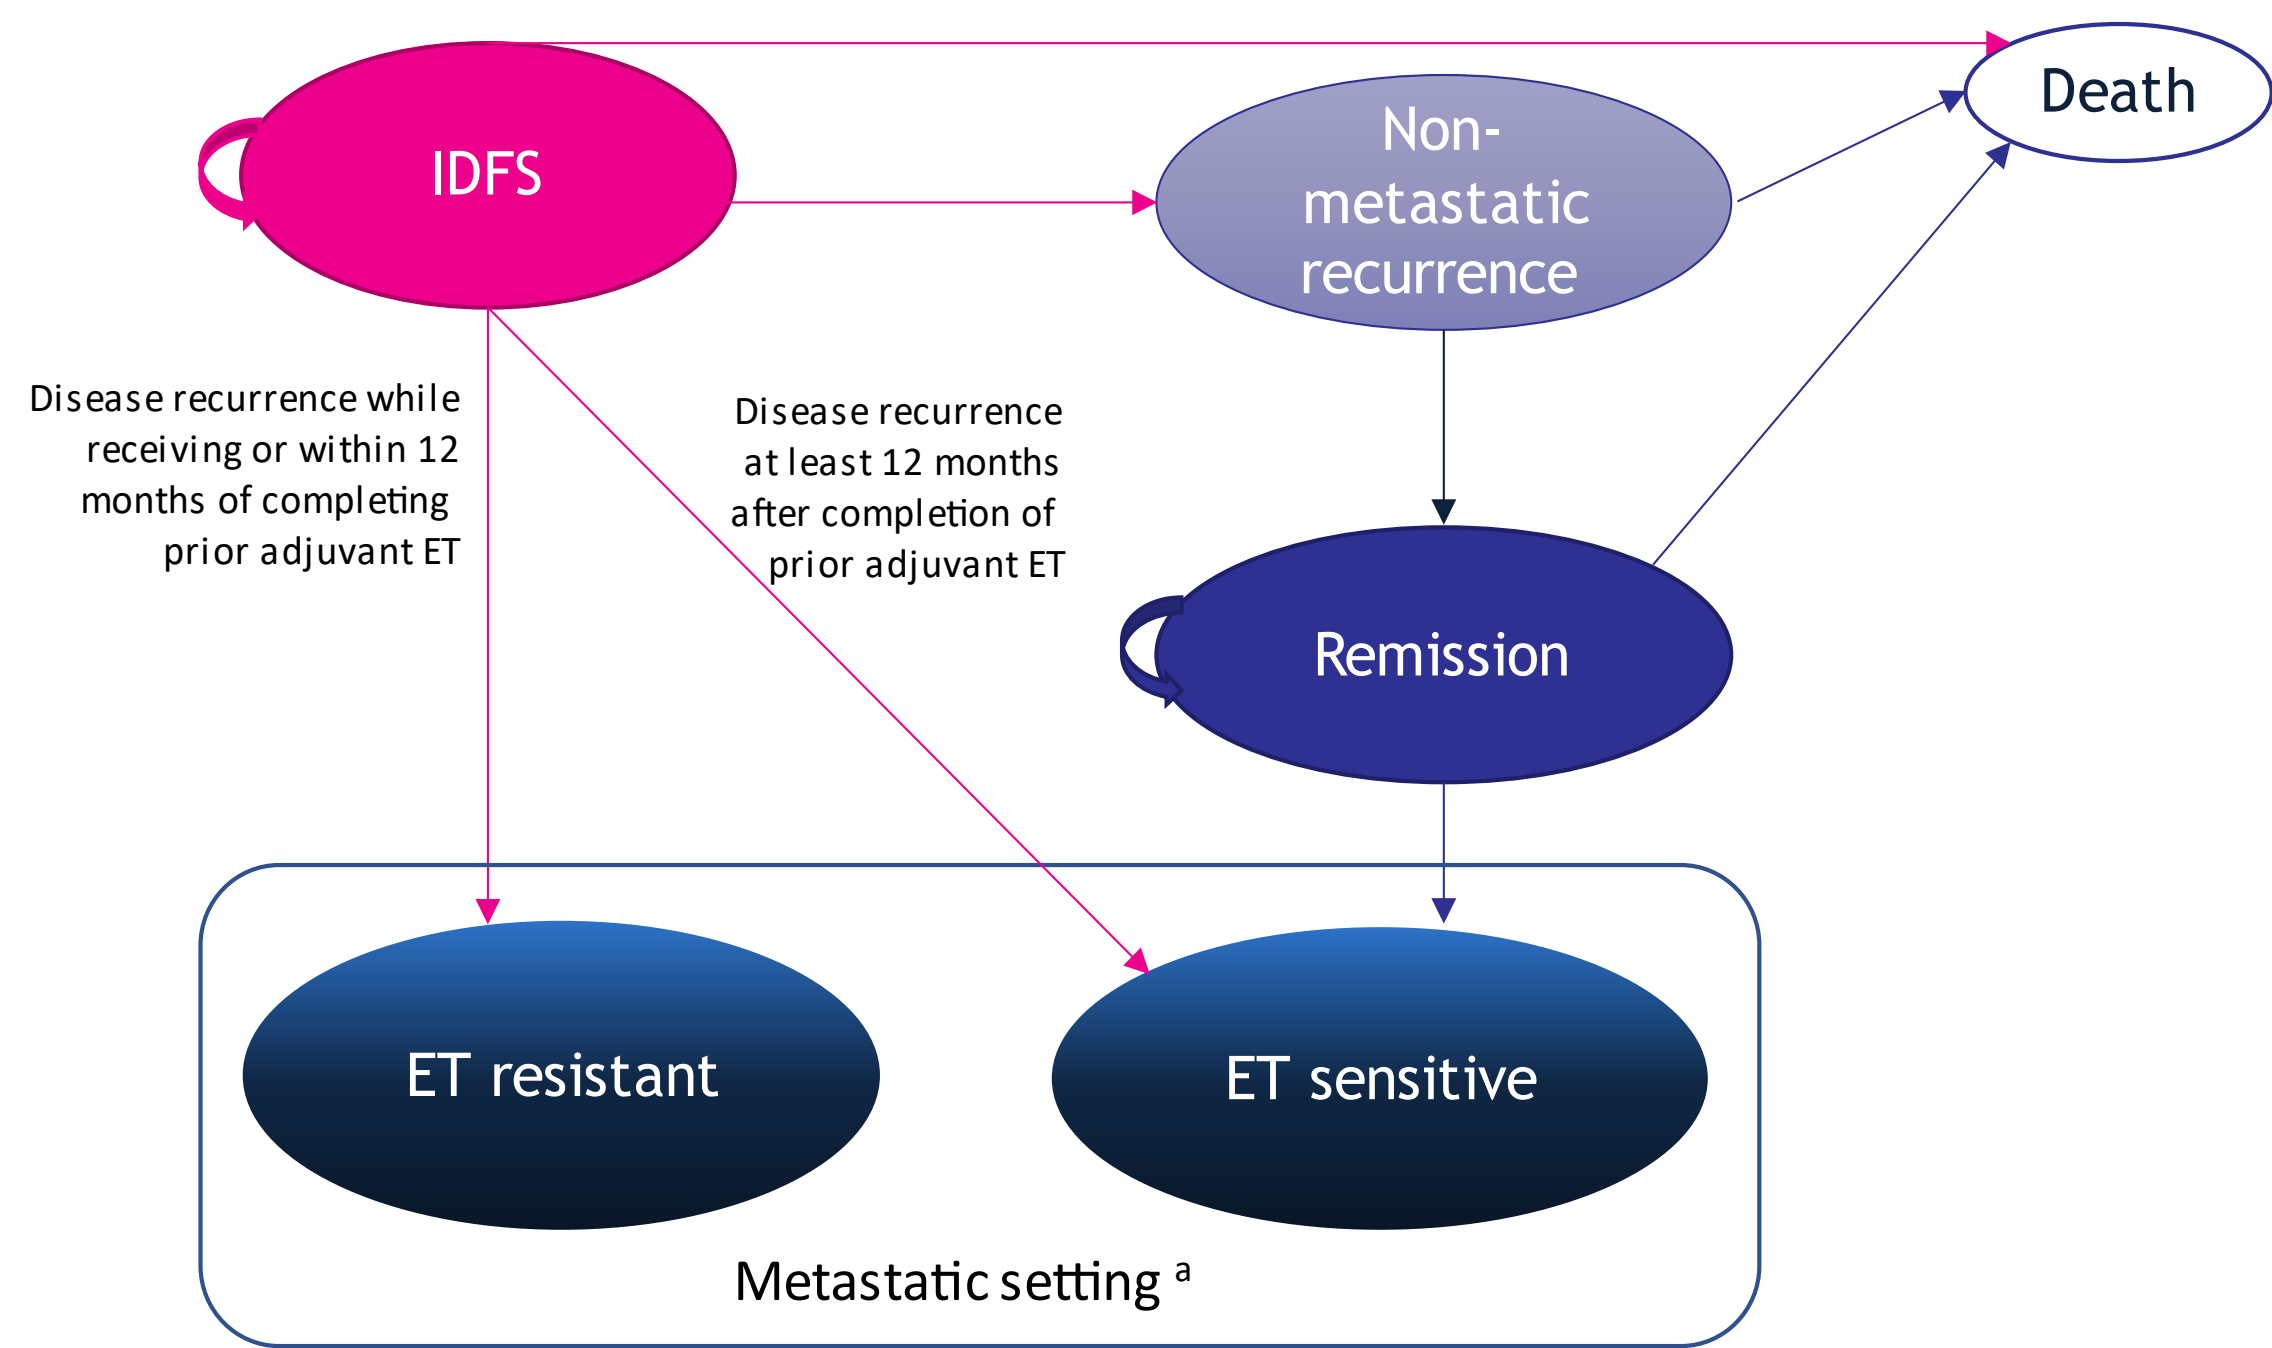 Death
IDFS
Non-
metastatic
recurrence
Disease recurrence while
receiving or within 12
months of completing
prior adjuvant ET
Disease recurrence
at least 12 months
after completion of
prior adjuvant ET
Remission
ET resistant
ET sensitive
Metastatic setting ᵃ